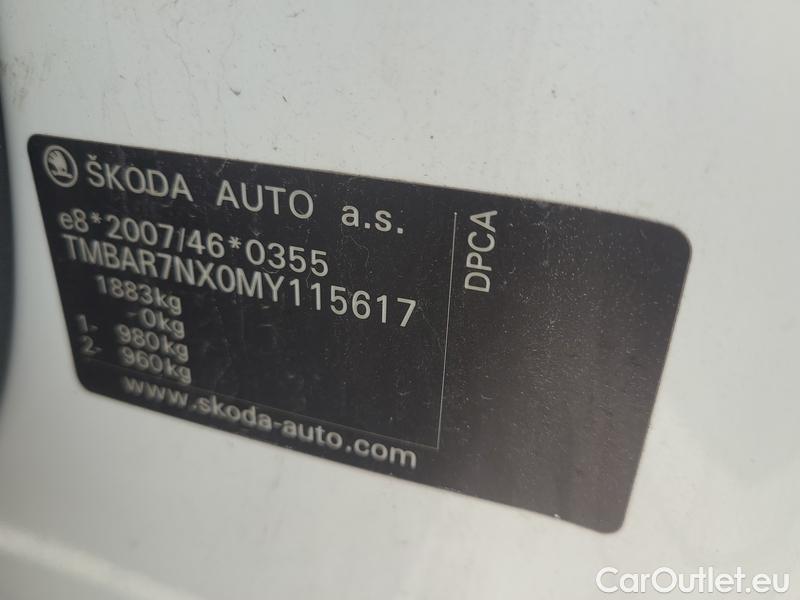 ŠKODA AUTO a.s.
e8*2007/46*0355
TMBAR7NX0MY115617
1883kg
-0kg
1- 980kg
2- 960kg
www.skoda-auto.com
DPCA
CarOutlet.eu